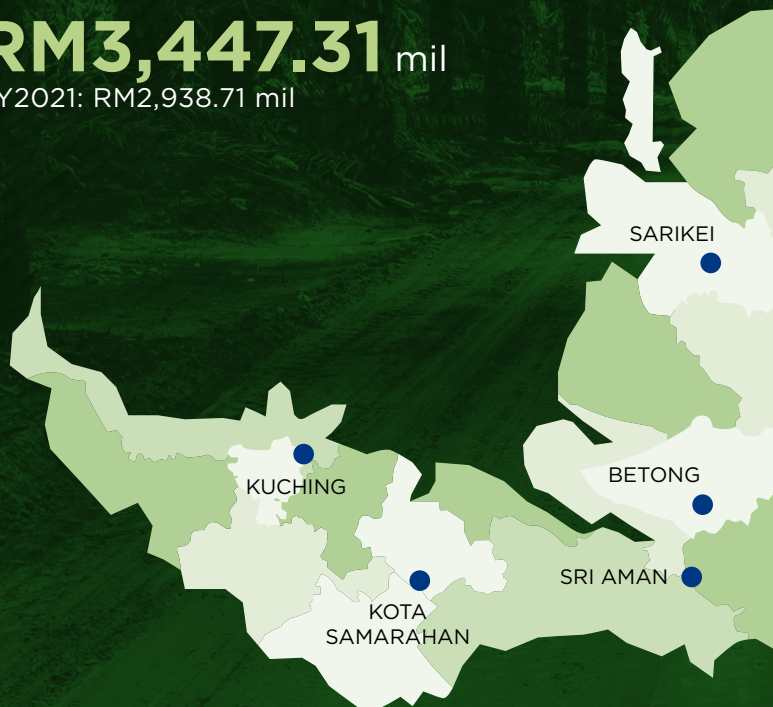 RM3,447.31 mil
Y2021: RM2,938.71 mil
SARIKEI
KUCHING
BETONG
SRI AMAN
KOTA
SAMARAHAN